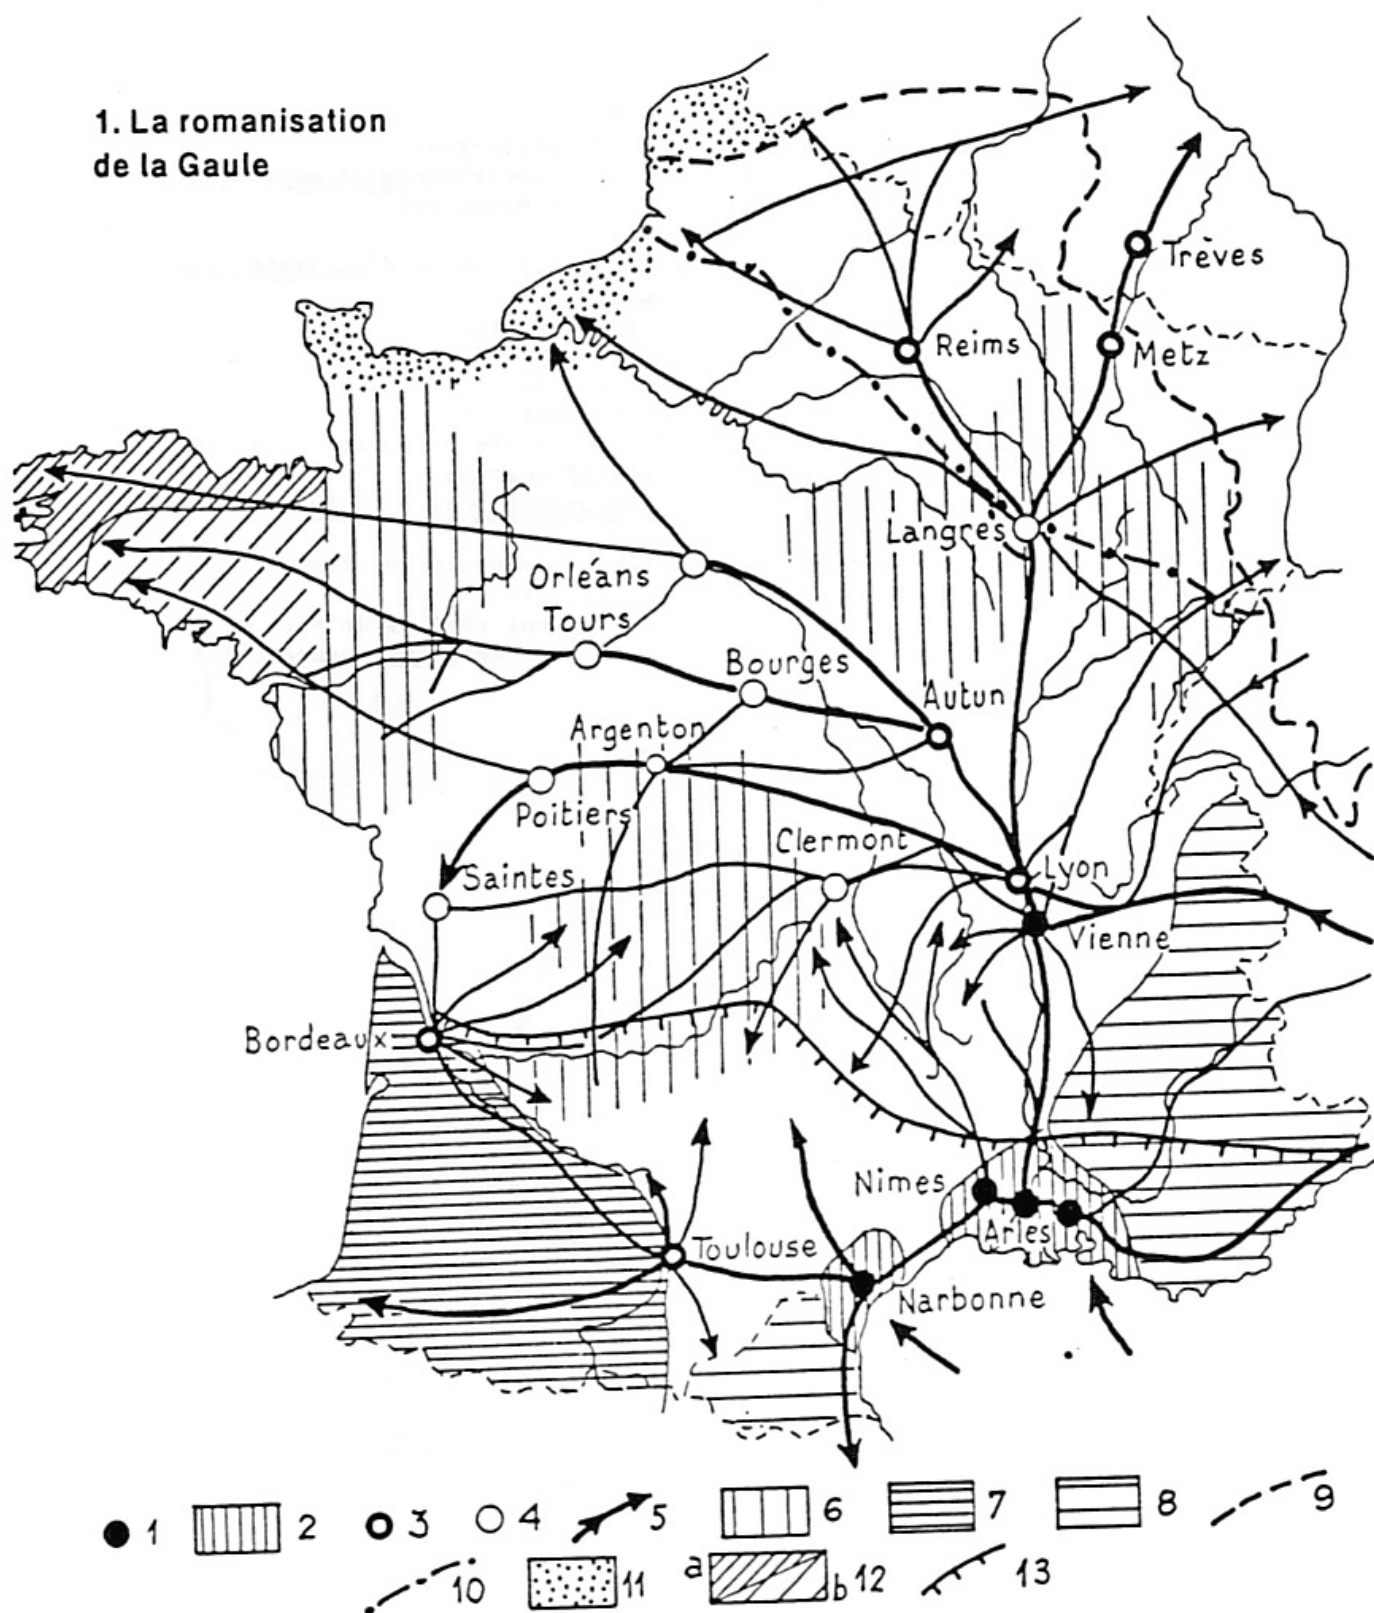 1. La romanisation
de la Gaule
Trèves
Reims
Metz
Langres
Orléans
Tours
Bourges
Autun
Argenton
Poitiers
Clermont
Lyon
Saintes
Vienne
Bordeaux
Nimes
Arles
Toulouse
Narbonne
1 2 3 4 5 6 7 8 9
10 11 a b 12 13